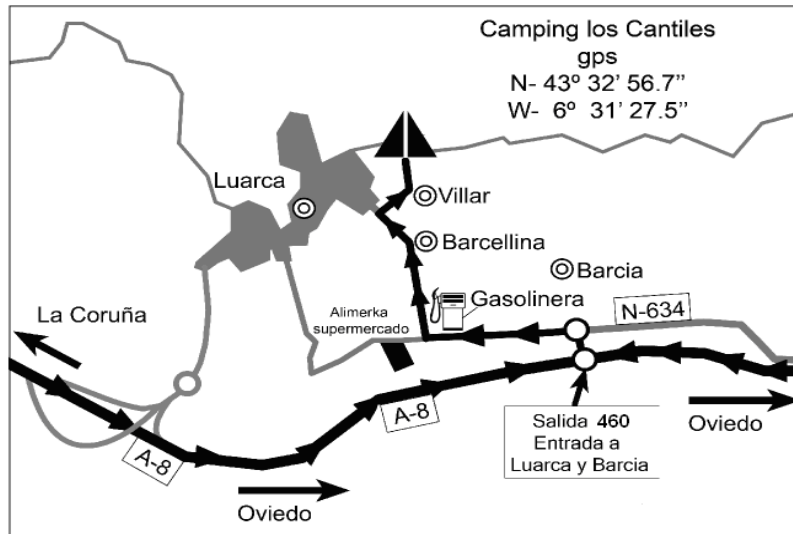 Camping los Cantiles
gps
N- 43º 32’ 56.7”
W- 6º 31’ 27.5”
Luarca
Villar
Barcellina
Barcia
La Coruña
Alimerka
supermercado
Gasolinera
N-634
A-8
A-8
Salida 460
Entrada a
Luarca y Barcia
Oviedo
Oviedo